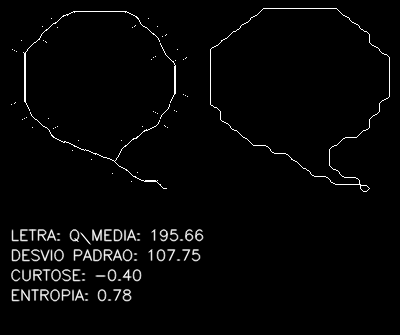 LETRA: Q\MEDIA: 195.66
DESVIO PADRAO: 107.75
CURTOSE: -0.40
ENTROPIA: 0.78